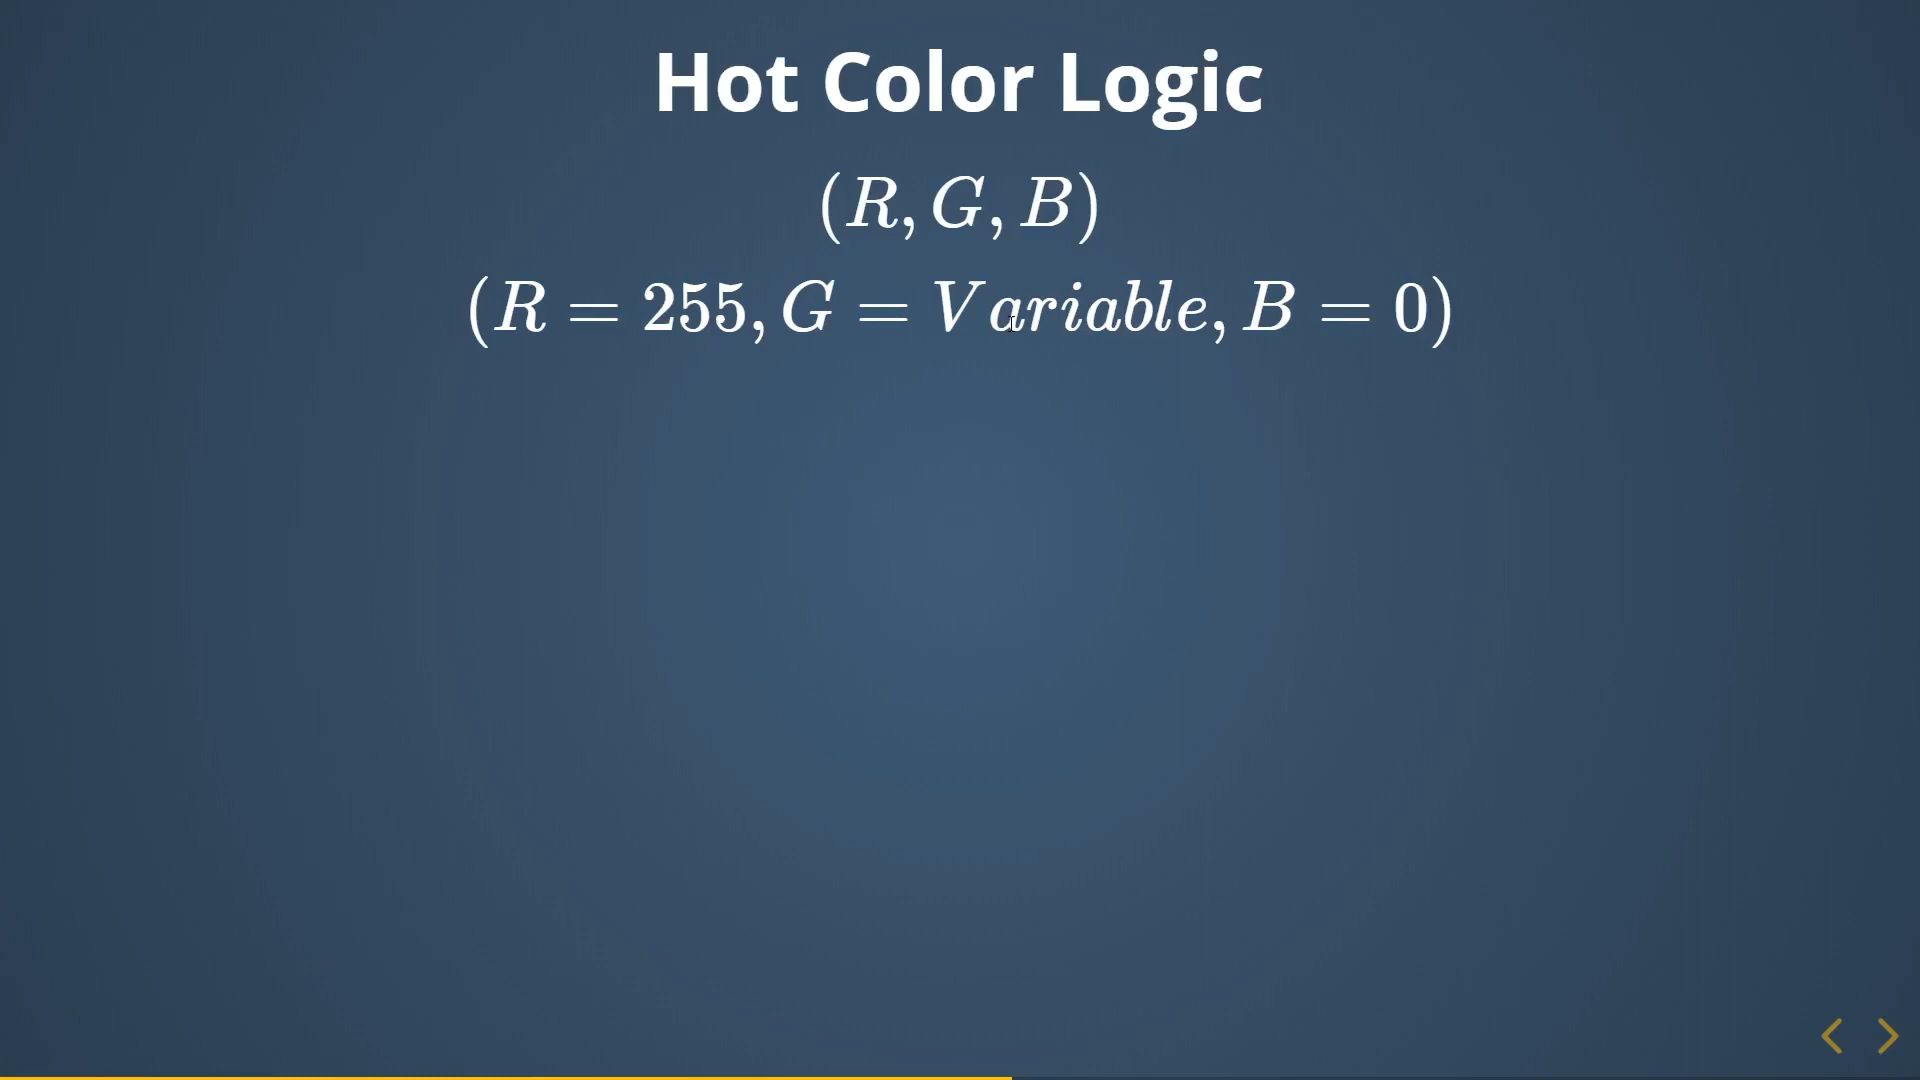 Hot Color Logic
(R, G, B)
(R = 255, G = Variable, B = 0)